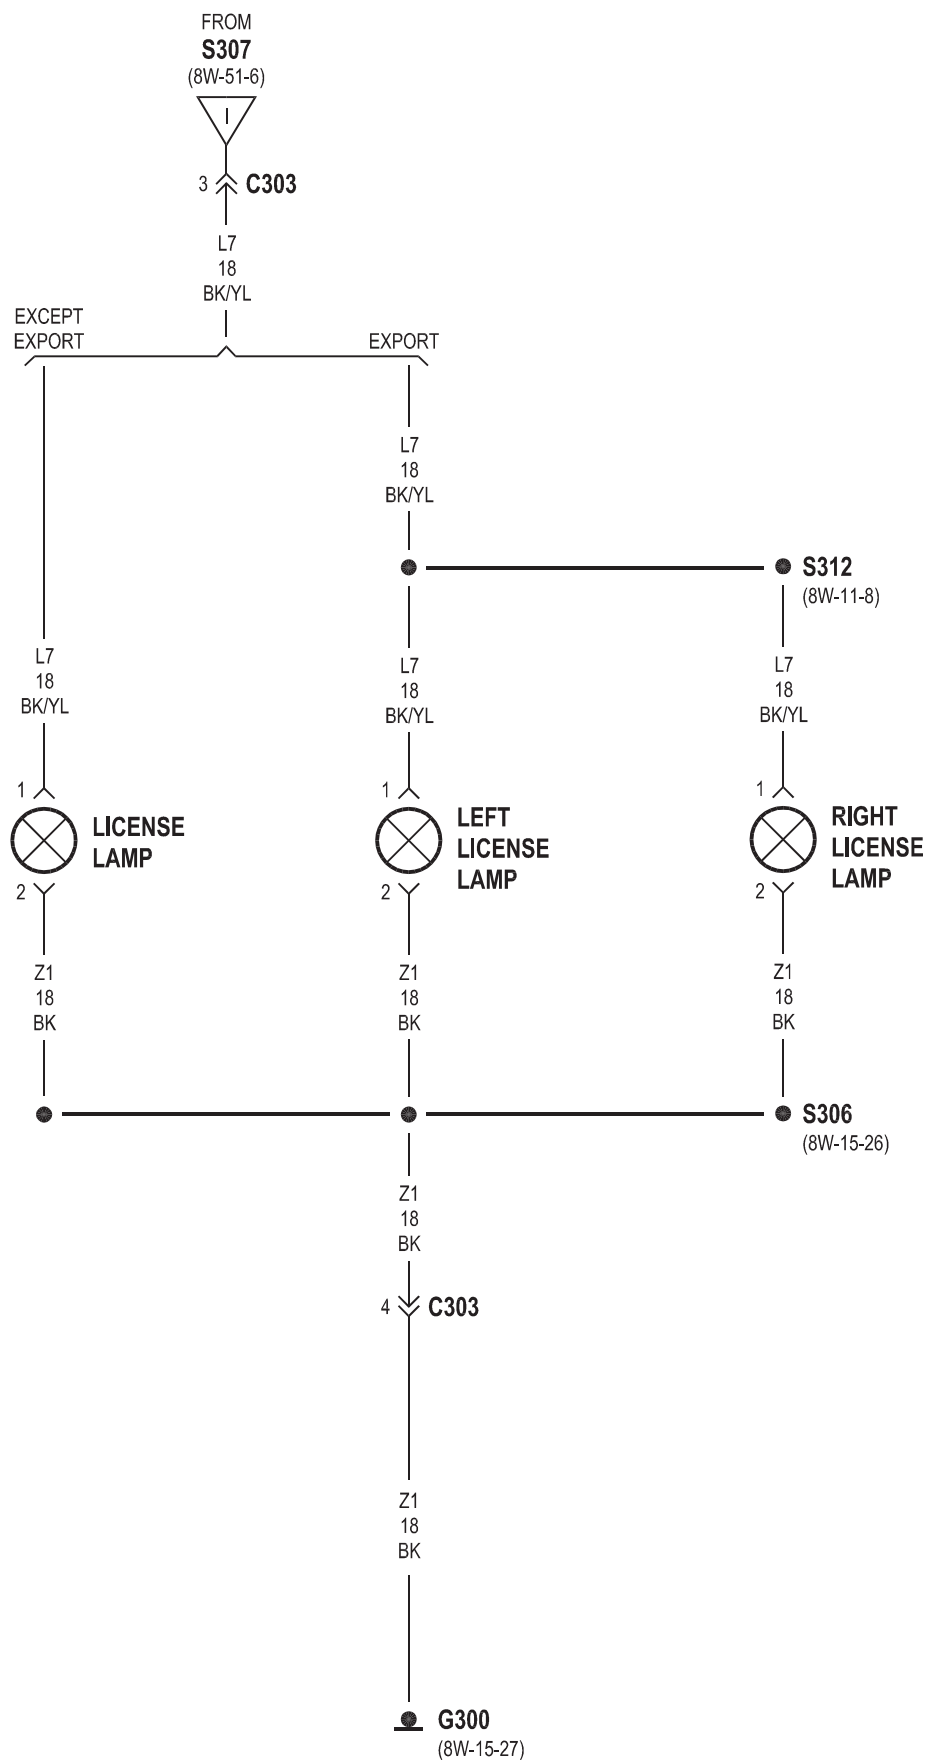 FROM
S307
(8W-51-6)
I
3
C303
L7
18
BK/YL
EXCEPT
EXPORT
EXPORT
L7
18
BK/YL
S312
(8W-11-8)
L7
18
BK/YL
L7
18
BK/YL
L7
18
BK/YL
1
LICENSE
LAMP
2
1
LEFT
LICENSE
LAMP
2
1
RIGHT
LICENSE
LAMP
2
Z1
18
BK
Z1
18
BK
Z1
18
BK
S306
(8W-15-26)
Z1
18
BK
4
C303
Z1
18
BK
G300
(8W-15-27)